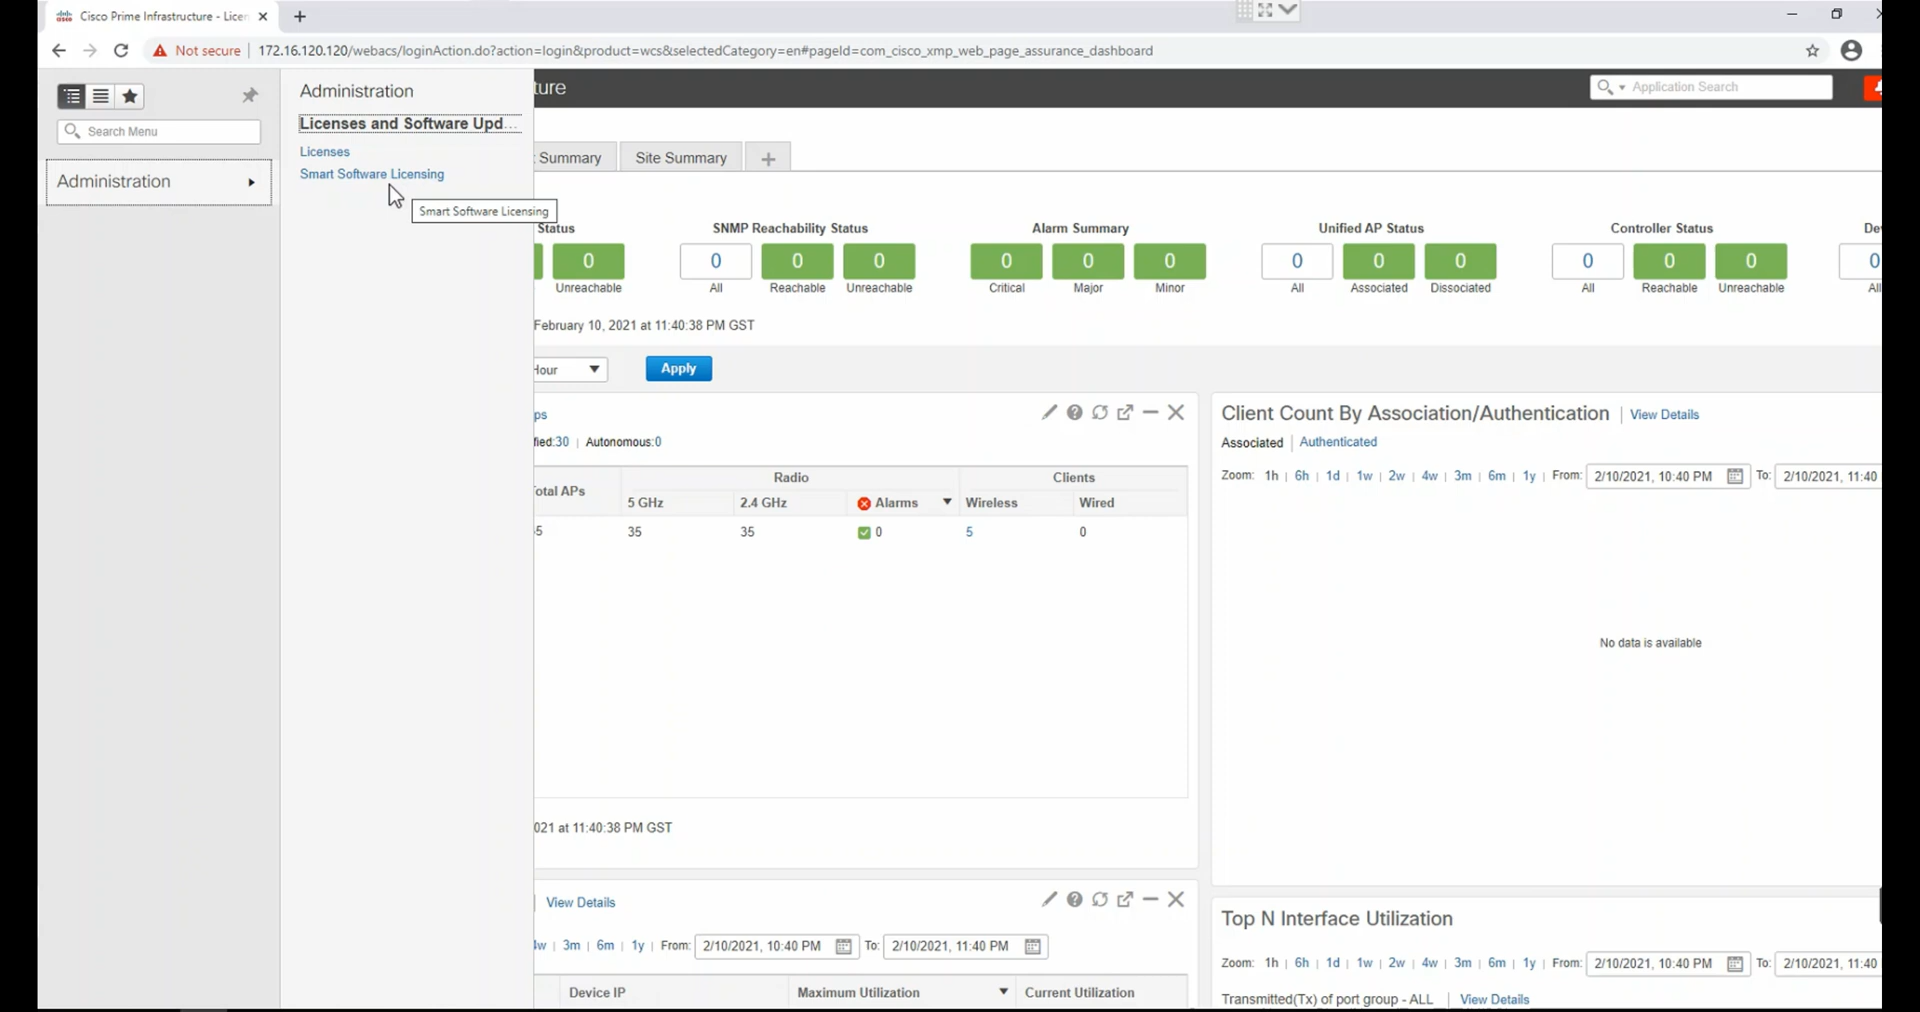 Cisco Prime Infrastructure - Licen
Not secure
172.16.120.120/webacs/loginAction.do?action=login&product=wcs&selectedCategory=en#pageId=com_cisco_xmp_web_page_assurance_dashboard
Search Menu
Administration
Administration
Licenses and Software Upd...
Licenses
Smart Software Licensing
Smart Software Licensing
ture
Application Search
t Summary
Site Summary
Status
0
Unreachable
SNMP Reachability Status
0 0 0
All Reachable Unreachable
Alarm Summary
0 0 0
Critical Major Minor
Unified AP Status
0 0 0
All Associated Dissociated
Controller Status
0 0 0
All Reachable Unreachable
De
0
All
February 10, 2021 at 11:40:38 PM GST
Hour
Apply
ps
fied:30 | Autonomous:0
Radio Clients
Total APs 5 GHz 2.4 GHz Alarms Wireless Wired
5 35 35 0 5 0
021 at 11:40:38 PM GST
Client Count By Association/Authentication | View Details
Associated | Authenticated
Zoom: 1h | 6h | 1d | 1w | 2w | 4w | 3m | 6m | 1y | From: 2/10/2021, 10:40 PM To: 2/10/2021, 11:40
No data is available
View Details
4w | 3m | 6m | 1y | From: 2/10/2021, 10:40 PM To: 2/10/2021, 11:40 PM
Device IP Maximum Utilization Current Utilization
Top N Interface Utilization
Zoom: 1h | 6h | 1d | 1w | 2w | 4w | 3m | 6m | 1y | From: 2/10/2021, 10:40 PM To: 2/10/2021, 11:40
Transmitted(Tx) of port group - ALL | View Details